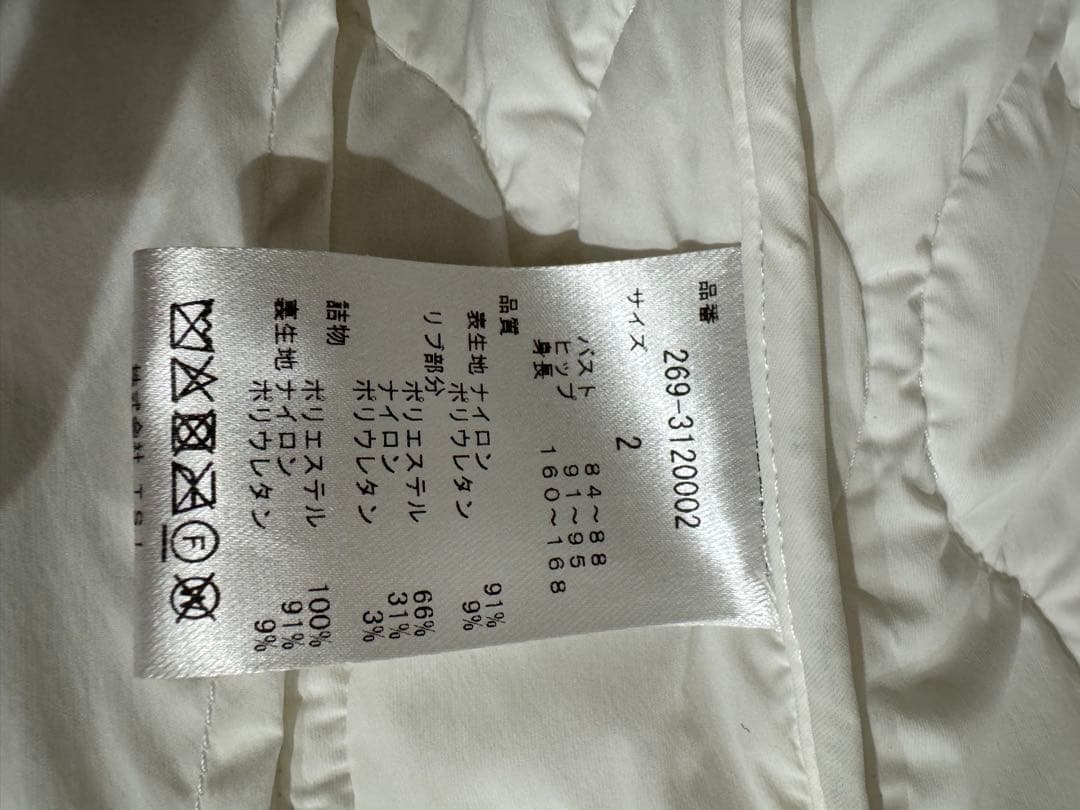 品番
269-3120002
サイズ 2
バスト 84～88
ヒップ 91～95
身長 160～168
品質
表生地 ナイロン 91%
ポリウレタン 9%
リブ部分 ポリエステル 66%
ナイロン 31%
ポリウレタン 3%
詰物 ポリエステル 100%
裏生地 ナイロン 91%
ポリウレタン 9%
F